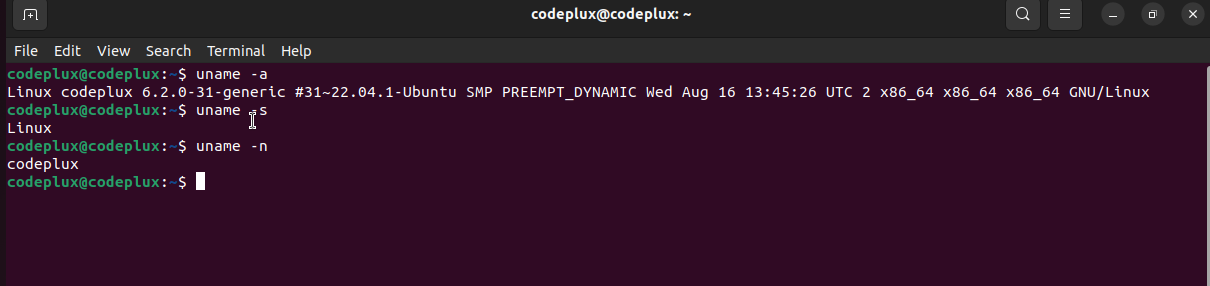 codeplux@codeplux: ~
File Edit View Search Terminal Help
codeplux@codeplux:~$ uname -a
Linux codeplux 6.2.0-31-generic #31~22.04.1-Ubuntu SMP PREEMPT_DYNAMIC Wed Aug 16 13:45:26 UTC 2 x86_64 x86_64 x86_64 GNU/Linux
codeplux@codeplux:~$ uname -s
Linux
codeplux@codeplux:~$ uname -n
codeplux
codeplux@codeplux:~$